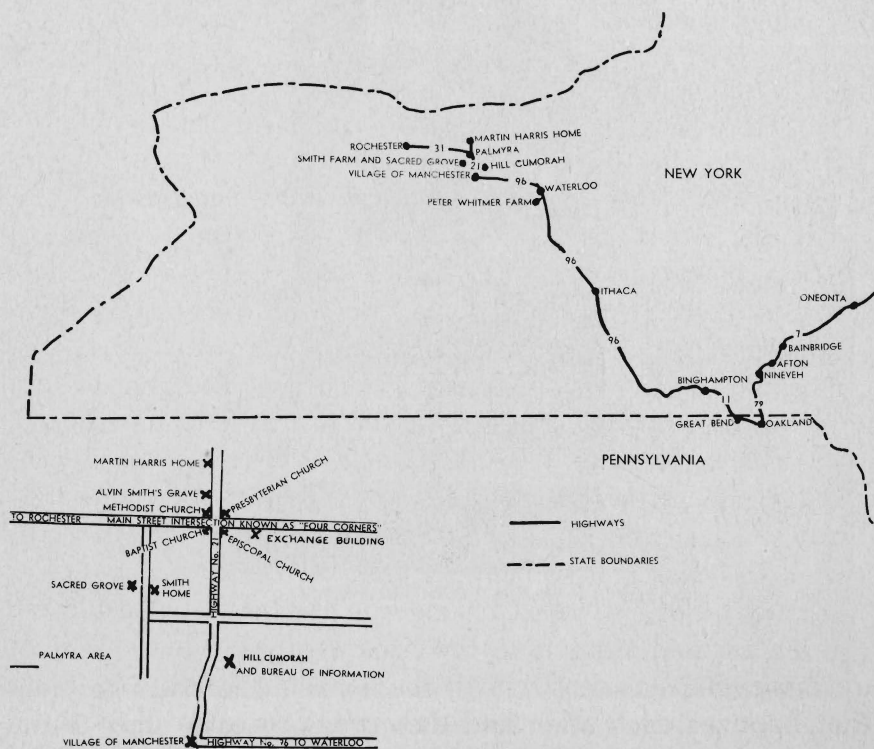 MARTIN HARRIS HOME
ROCHESTER
31
PALMYRA
SMITH FARM AND SACRED GROVE
21
HILL CUMORAH
VILLAGE OF MANCHESTER
96
WATERLOO
NEW YORK
PETER WHITMER FARM
96
ITHACA
ONEONTA
96
7
BAINBRIDGE
AFTON
NINEVEH
BINGHAMPTON
11
79
GREAT BEND
OAKLAND
PENNSYLVANIA
HIGHWAYS
STATE BOUNDARIES
MARTIN HARRIS HOME
ALVIN SMITH'S GRAVE
METHODIST CHURCH
PRESBYTERIAN CHURCH
TO ROCHESTER
MAIN STREET INTERSECTION KNOWN AS "FOUR CORNERS"
BAPTIST CHURCH
EPISCOPAL CHURCH
EXCHANGE BUILDING
HIGHWAY No. 21
SACRED GROVE
SMITH
HOME
PALMYRA AREA
HILL CUMORAH
AND BUREAU OF INFORMATION
VILLAGE OF MANCHESTER
HIGHWAY No. 76 TO WATERLOO